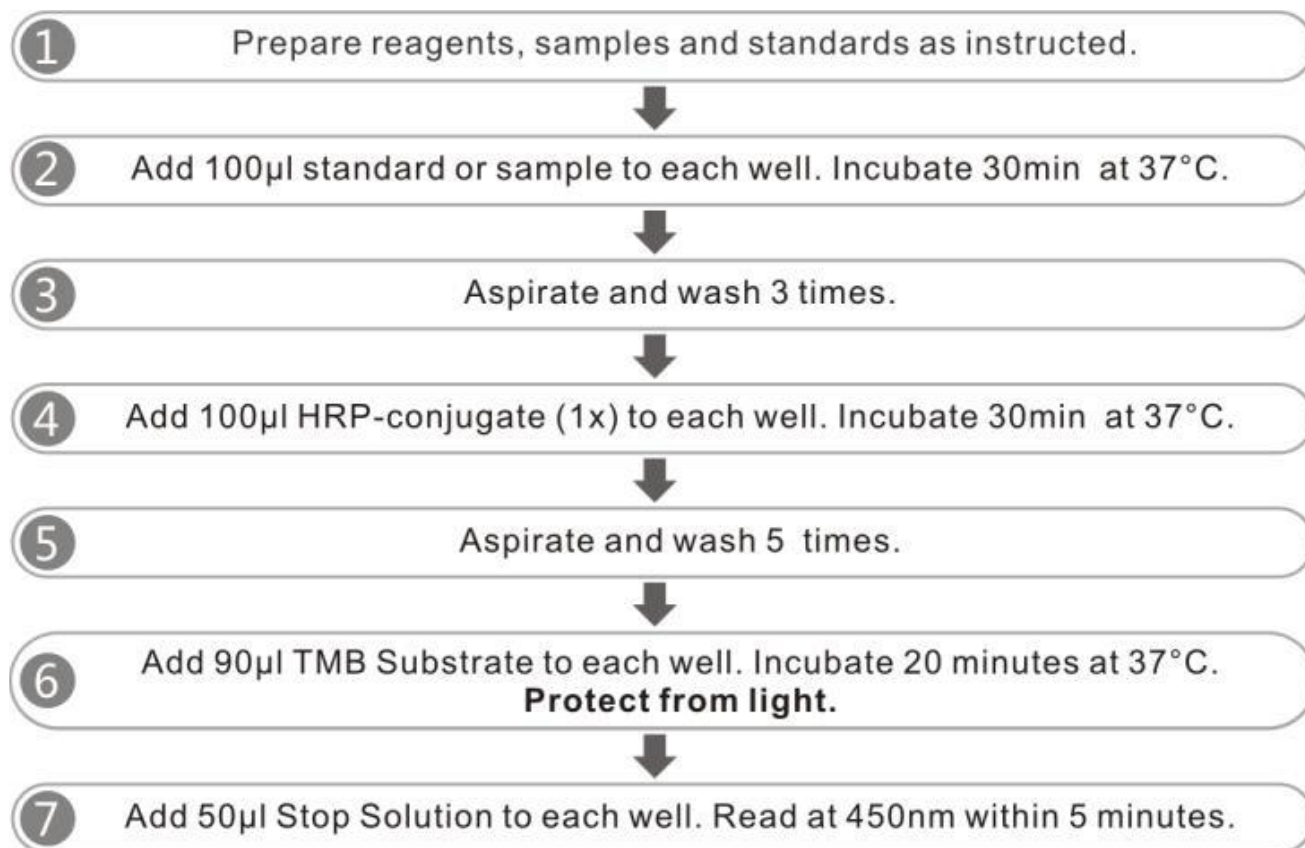 1 Prepare reagents, samples and standards as instructed.
2 Add 100μl standard or sample to each well. Incubate 30min at 37°C.
3 Aspirate and wash 3 times.
4 Add 100μl HRP-conjugate (1x) to each well. Incubate 30min at 37°C.
5 Aspirate and wash 5 times.
6 Add 90μl TMB Substrate to each well. Incubate 20 minutes at 37°C.
Protect from light.
7 Add 50μl Stop Solution to each well. Read at 450nm within 5 minutes.